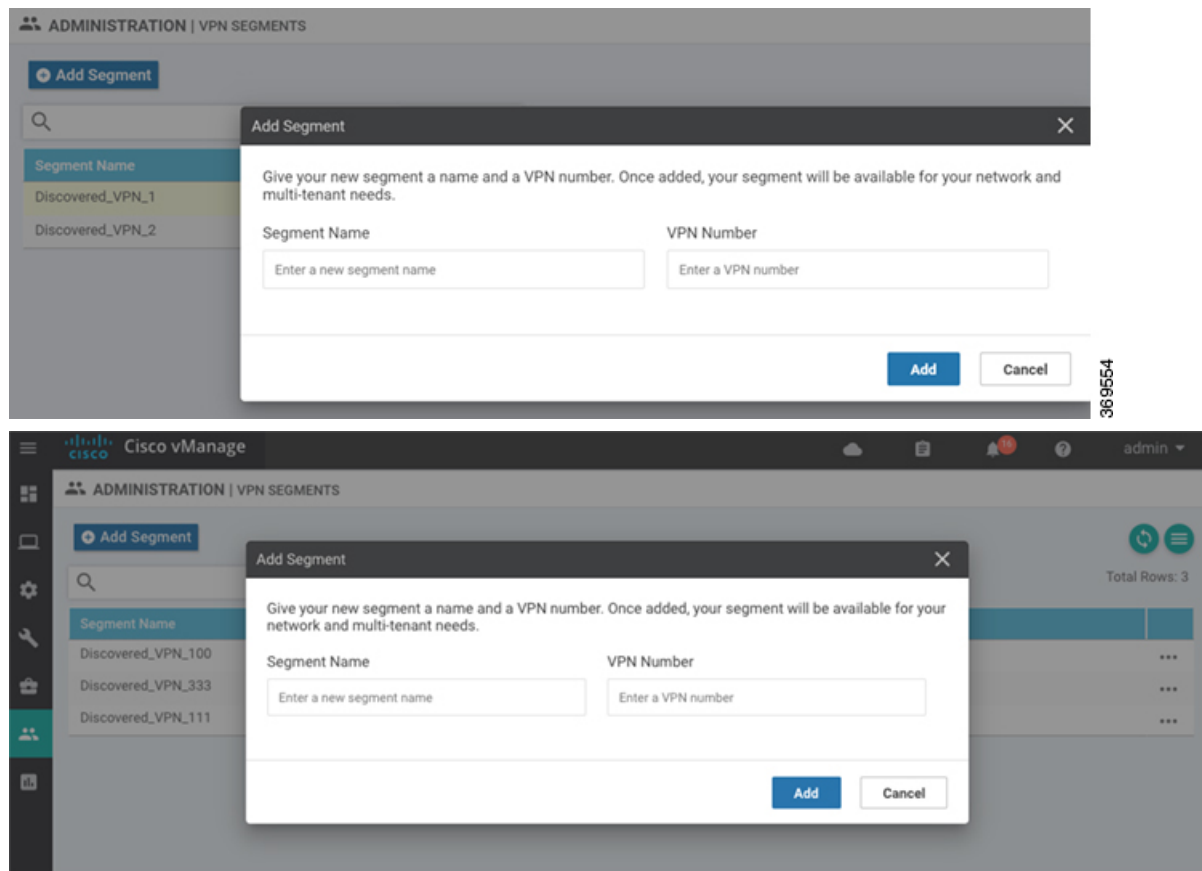 ADMINISTRATION | VPN SEGMENTS
Add Segment
Add Segment
Segment Name
Give your new segment a name and a VPN number. Once added, your segment will be available for your network and
multi-tenant needs.
Discovered_VPN_1
Discovered_VPN_2
Segment Name VPN Number
Enter a new segment name Enter a VPN number
Add Cancel
369554
cisco Cisco vManage 16 admin
ADMINISTRATION | VPN SEGMENTS
Add Segment
Add Segment
Total Rows: 3
Segment Name
Give your new segment a name and a VPN number. Once added, your segment will be available for your
network and multi-tenant needs.
Discovered_VPN_100
Discovered_VPN_333
Discovered_VPN_111
Segment Name VPN Number
Enter a new segment name Enter a VPN number
Add Cancel